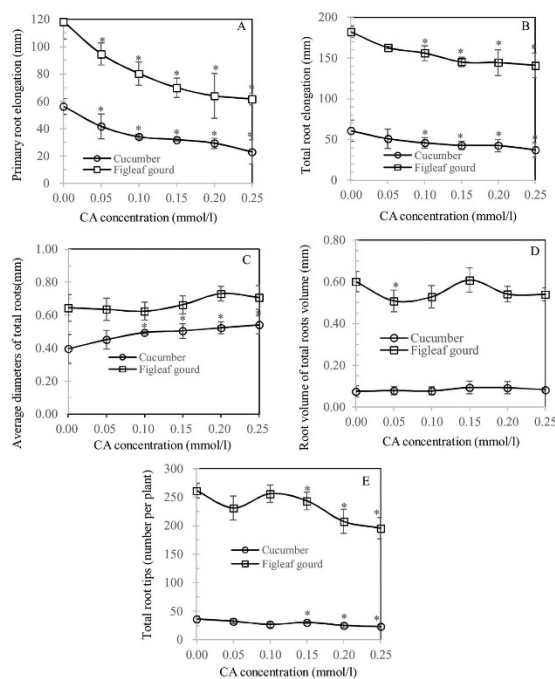 A
Primary root elongation (mm)
120
100
80
60
40
20
0
* * * * *
* * * * *
Cucumber
Figleaf gourd
0.00 0.05 0.10 0.15 0.20 0.25
CA concentration (mmol/l)
B
Total root elongation (mm)
200
150
100
50
0
* * * *
* * * *
Cucumber
Figleaf gourd
0.00 0.05 0.10 0.15 0.20 0.25
CA concentration (mmol/l)
C
Average diameters of total roots(mm)
1.00
0.80
0.60
0.40
0.20
0.00
* * * *
Cucumber
Figleaf gourd
0.00 0.05 0.10 0.15 0.20 0.25
CA concentration (mmol/l)
D
Root volume of total roots volume (mm)
0.80
0.60
0.40
0.20
0.00
*
Cucumber
Figleaf gourd
0.00 0.05 0.10 0.15 0.20 0.25
CA concentration (mmol/l)
E
Total root tips (number per plant)
300
250
200
150
100
50
0
* * *
Cucumber
Figleaf gourd
* * *
0.00 0.05 0.10 0.15 0.20 0.25
CA concentration (mmol/l)